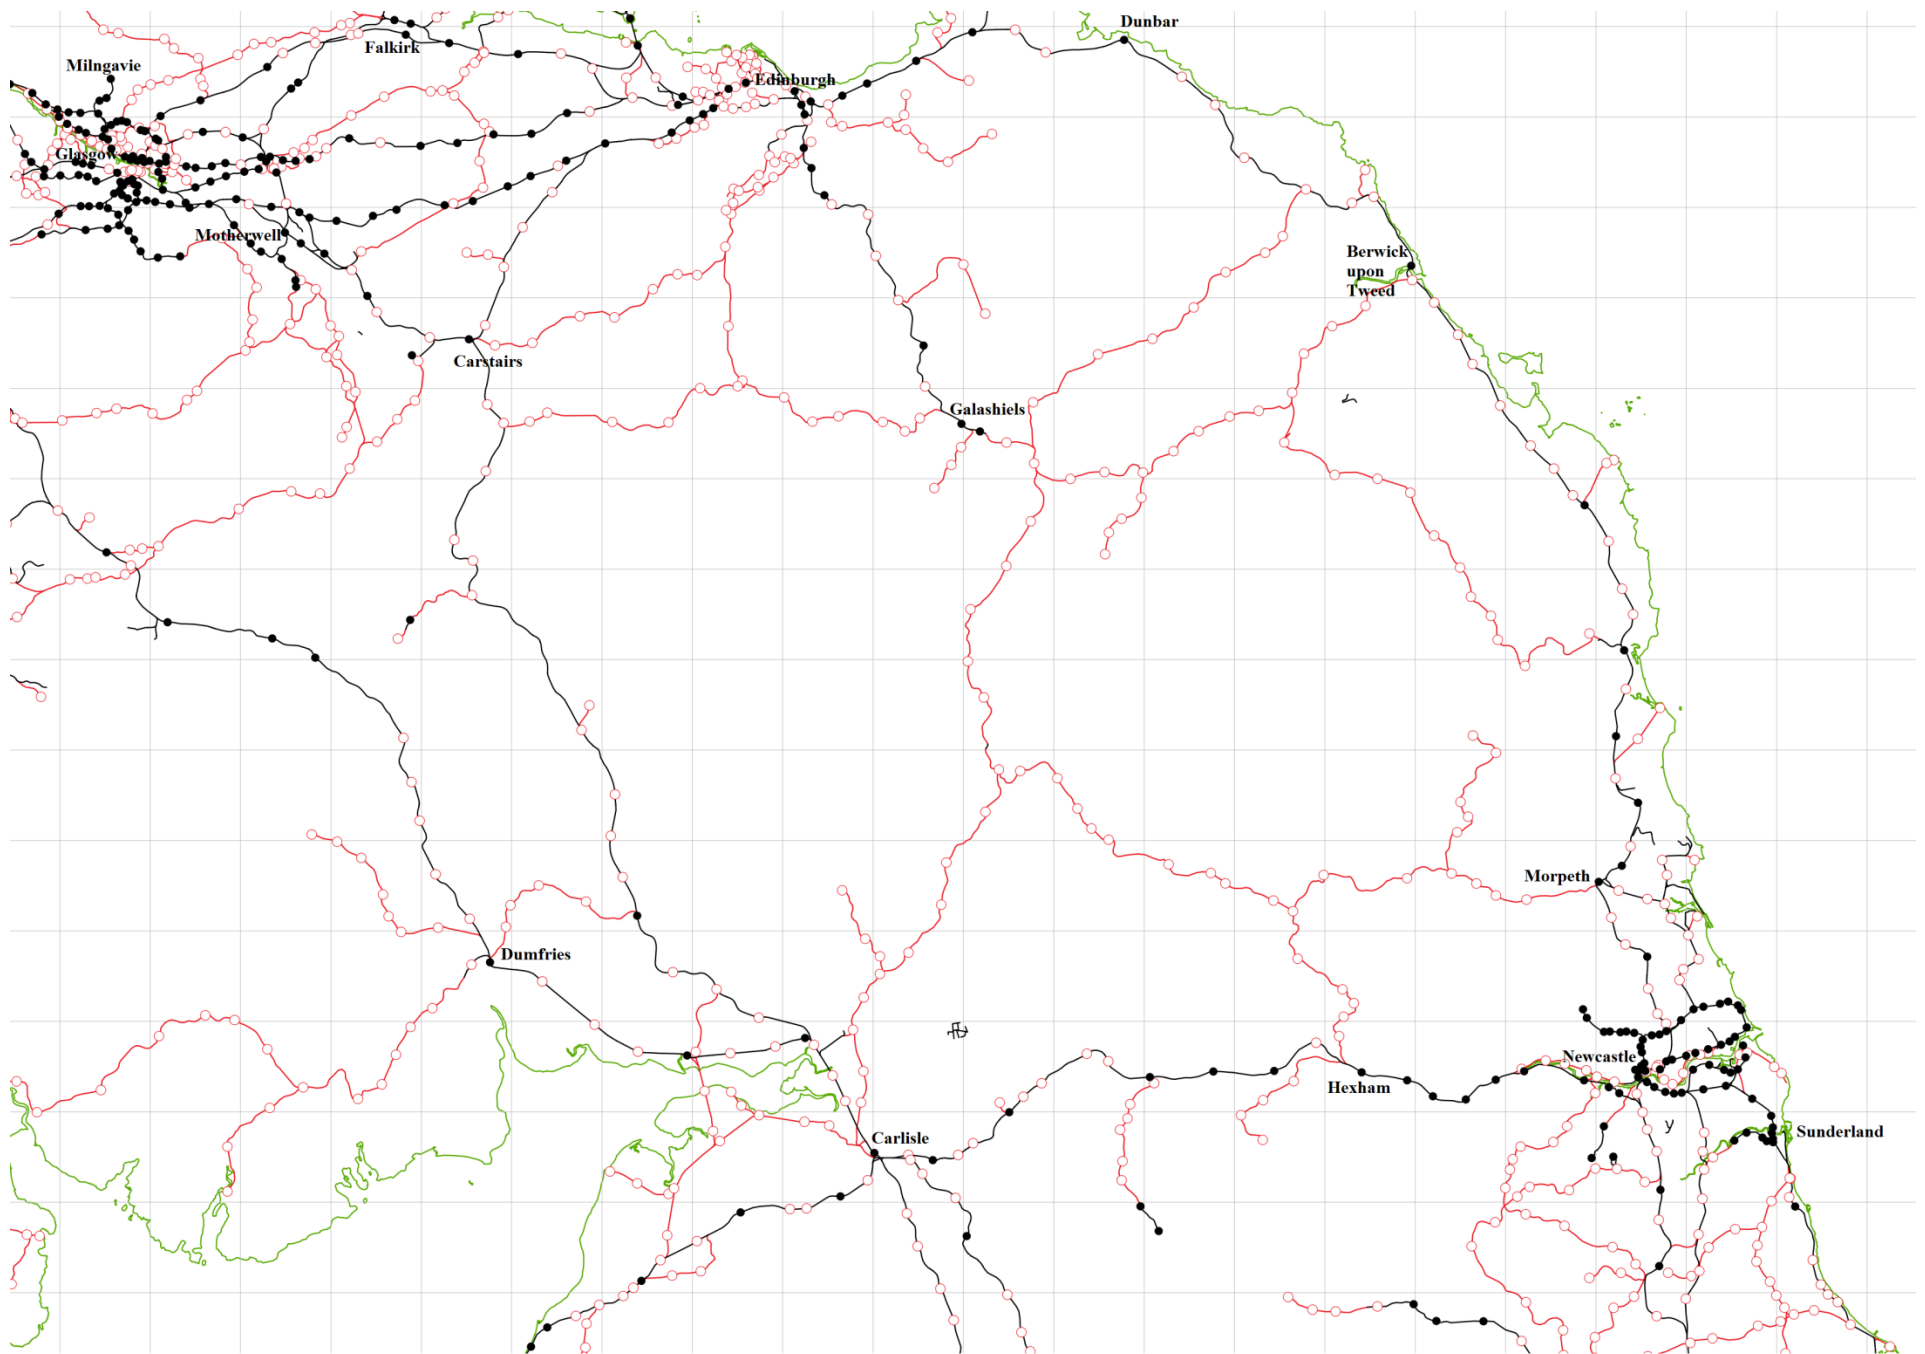 Dunbar
Falkirk
Milngavie
Edinburgh
Glasgow
Motherwell
Berwick
upon
Tweed
Carstairs
Galashiels
Morpeth
Dumfries
Newcastle
Hexham
Carlisle
Sunderland